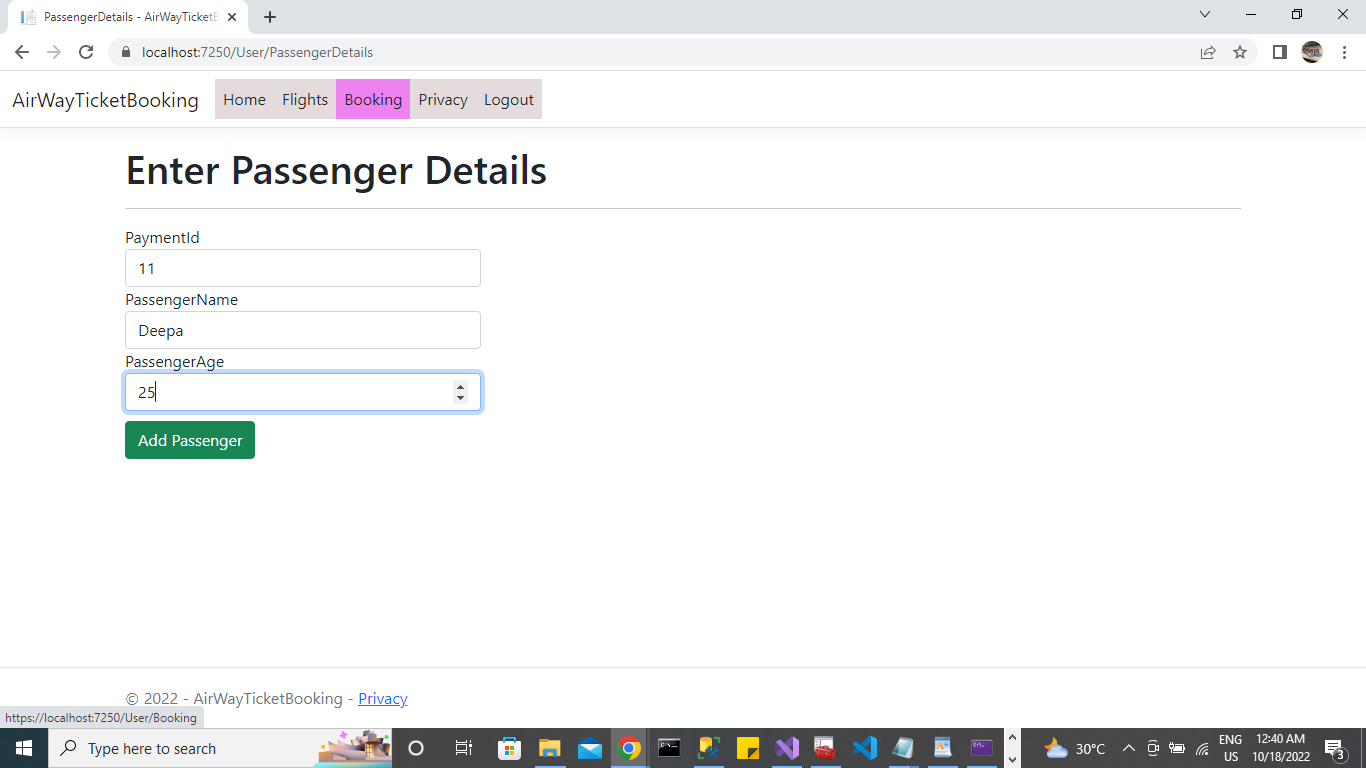 PassengerDetails - AirWayTicketB
localhost:7250/User/PassengerDetails
AirWayTicketBooking Home Flights Booking Privacy Logout
Enter Passenger Details
PaymentId
11
PassengerName
Deepa
PassengerAge
25
Add Passenger
© 2022 - AirWayTicketBooking - Privacy
https://localhost:7250/User/Booking
Type here to search
30°C
ENG
US
12:40 AM
10/18/2022
3